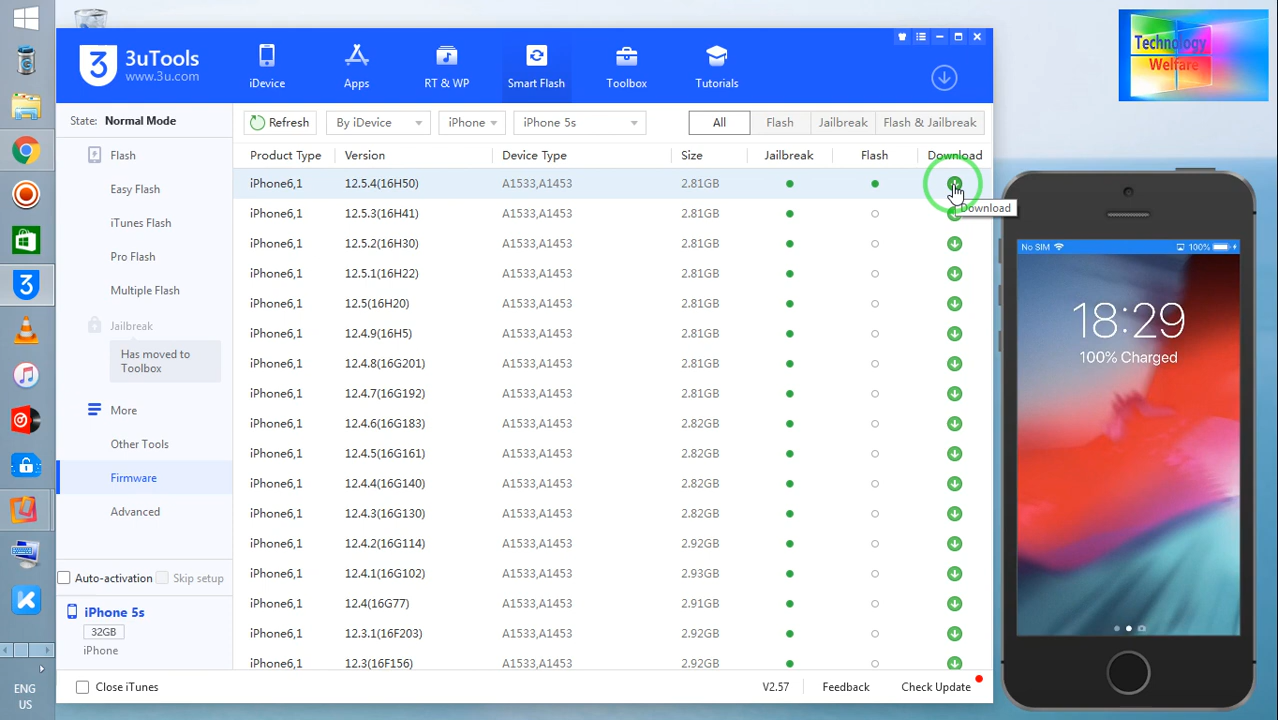 3uTools
www.3u.com
iDevice
Apps
RT & WP
Smart Flash
Toolbox
Tutorials
Technology
Welfare
State: Normal Mode
Flash
Easy Flash
iTunes Flash
Pro Flash
Multiple Flash
Jailbreak
Has moved to
Toolbox
More
Other Tools
Firmware
Advanced
Auto-activation Skip setup
iPhone 5s
32GB
iPhone
Refresh By iDevice iPhone iPhone 5s All Flash Jailbreak Flash & Jailbreak
Product Type Version Device Type Size Jailbreak Flash Download
iPhone6,1 12.5.4(16H50) A1533,A1453 2.81GB
Download
iPhone6,1 12.5.3(16H41) A1533,A1453 2.81GB
iPhone6,1 12.5.2(16H30) A1533,A1453 2.81GB
iPhone6,1 12.5.1(16H22) A1533,A1453 2.81GB
iPhone6,1 12.5(16H20) A1533,A1453 2.81GB
iPhone6,1 12.4.9(16H5) A1533,A1453 2.81GB
iPhone6,1 12.4.8(16G201) A1533,A1453 2.81GB
iPhone6,1 12.4.7(16G192) A1533,A1453 2.81GB
iPhone6,1 12.4.6(16G183) A1533,A1453 2.82GB
iPhone6,1 12.4.5(16G161) A1533,A1453 2.82GB
iPhone6,1 12.4.4(16G140) A1533,A1453 2.82GB
iPhone6,1 12.4.3(16G130) A1533,A1453 2.82GB
iPhone6,1 12.4.2(16G114) A1533,A1453 2.92GB
iPhone6,1 12.4.1(16G102) A1533,A1453 2.93GB
iPhone6,1 12.4(16G77) A1533,A1453 2.91GB
iPhone6,1 12.3.1(16F203) A1533,A1453 2.92GB
iPhone6,1 12.3(16F156) A1533,A1453 2.92GB
Close iTunes V2.57 Feedback Check Update
No SIM 100%
18:29
100% Charged
ENG
US